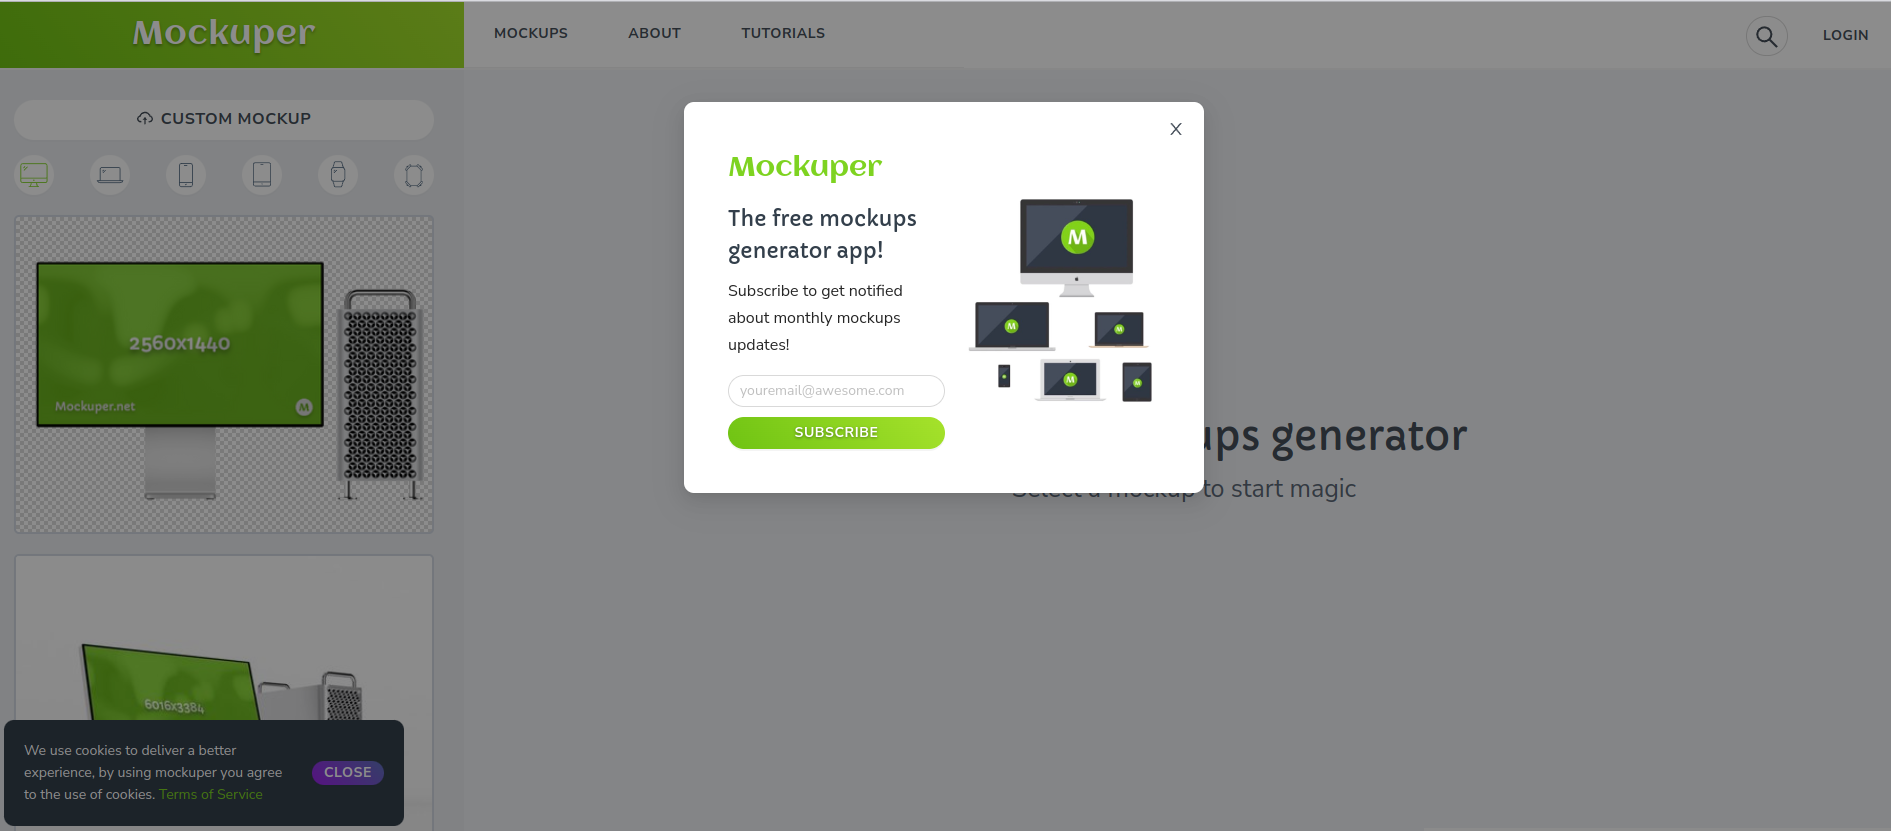 Mockuper
MOCKUPS ABOUT TUTORIALS
LOGIN
CUSTOM MOCKUP
2560x1440
Mockuper.net
M
6016x3384
We use cookies to deliver a better
experience, by using mockuper you agree
to the use of cookies. Terms of Service
CLOSE
X
Mockuper
The free mockups
generator app!
Subscribe to get notified
about monthly mockups
updates!
youremail@awesome.com
SUBSCRIBE
M
M
M
M
M
ups generator
Select a mockup to start magic